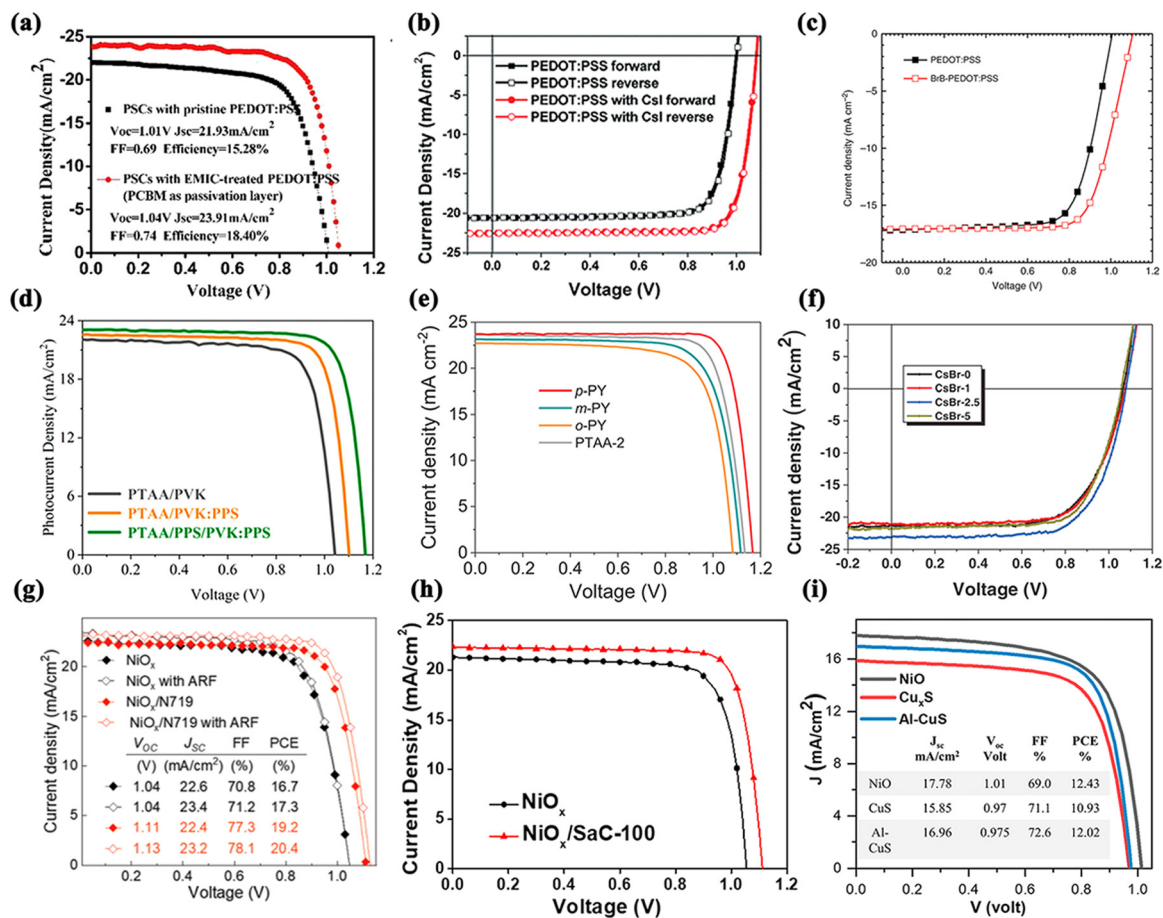 (a)
-25
-20
-15
-10
-5
0
Current Density(mA/cm²)
PSCs with pristine PEDOT:PSS
Voc=1.01V Jsc=21.93mA/cm²
FF=0.69 Efficiency=15.28%
PSCs with EMIC-treated PEDOT:PSS
(PCBM as passivation layer)
Voc=1.04V Jsc=23.91mA/cm²
FF=0.74 Efficiency=18.40%
0.0 0.2 0.4 0.6 0.8 1.0 1.2
Voltage (V)
(b)
5
0
-5
-10
-15
-20
-25
Current Density (mA/cm²)
PEDOT:PSS forward
PEDOT:PSS reverse
PEDOT:PSS with CsI forward
PEDOT:PSS with CsI reverse
0.0 0.2 0.4 0.6 0.8 1.0
Voltage (V)
(c)
0
−5
−10
−15
−20
Current density (mA cm⁻²)
PEDOT:PSS
BrB-PEDOT:PSS
0.0 0.2 0.4 0.6 0.8 1.0 1.2
Voltage (V)
(d)
24
18
12
6
0
Photocurrent Density (mA/cm²)
PTAA/PVK
PTAA/PVK:PPS
PTAA/PPS/PVK:PPS
0.0 0.2 0.4 0.6 0.8 1.0 1.2
Voltage (V)
(e)
25
20
15
10
5
0
Current density (mA cm⁻²)
p-PY
m-PY
o-PY
PTAA-2
0.0 0.2 0.4 0.6 0.8 1.0 1.2
Voltage (V)
(f)
10
5
0
-5
-10
-15
-20
-25
Current density (mA/cm²)
CsBr-0
CsBr-1
CsBr-2.5
CsBr-5
-0.2 0.0 0.2 0.4 0.6 0.8 1.0 1.2
Voltage (V)
(g)
20
15
10
5
0
Current density (mA/cm²)
NiOₓ
NiOₓ with ARF
NiOₓ/N719
NiOₓ/N719 with ARF
V_OC J_SC FF PCE
(V) (mA/cm²) (%) (%)
1.04 22.6 70.8 16.7
1.04 23.4 71.2 17.3
1.11 22.4 77.3 19.2
1.13 23.2 78.1 20.4
0.2 0.4 0.6 0.8 1.0
Voltage (V)
(h)
25
20
15
10
5
0
Current Density (mA/cm²)
NiOₓ
NiOₓ/SaC-100
0.0 0.2 0.4 0.6 0.8 1.0 1.2
Voltage (V)
(i)
15
10
5
0
J (mA/cm²)
NiO
CuₓS
Al-CuS
J_sc V_oc FF PCE
mA/cm² Volt % %
NiO 17.78 1.01 69.0 12.43
CuS 15.85 0.97 71.1 10.93
Al-
CuS 16.96 0.975 72.6 12.02
0.0 0.2 0.4 0.6 0.8 1.0
V (volt)